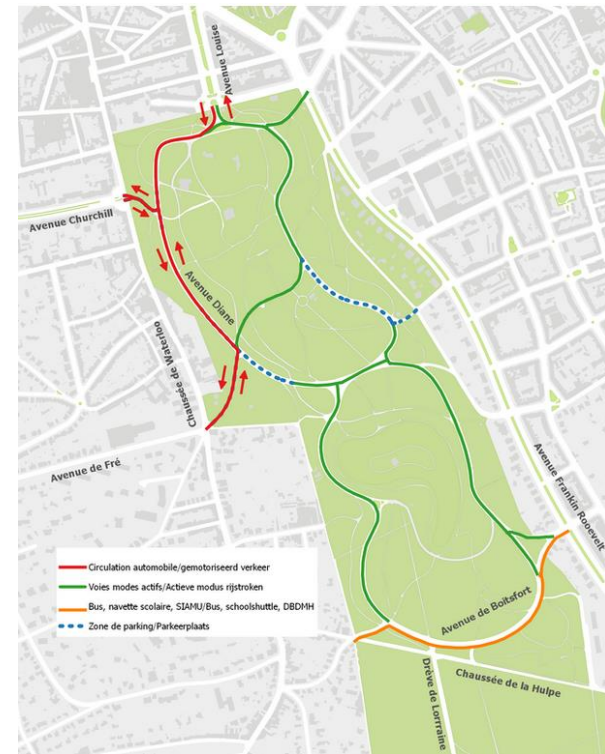 Avenue Louise
Avenue Churchill
Avenue Diane
Chaussée de Waterloo
Avenue de Fré
Avenue Frankin Roosevelt
Circulation automobile/gemotoriseerd verkeer
Voies modes actifs/Actieve modus rijstroken
Bus, navette scolaire, SIAMU/Bus, schoolshuttle, DBDMH
Zone de parking/Parkeerplaats
Avenue de Boitsfort
Chaussée de la Hulpe
Drève de Lorrraine